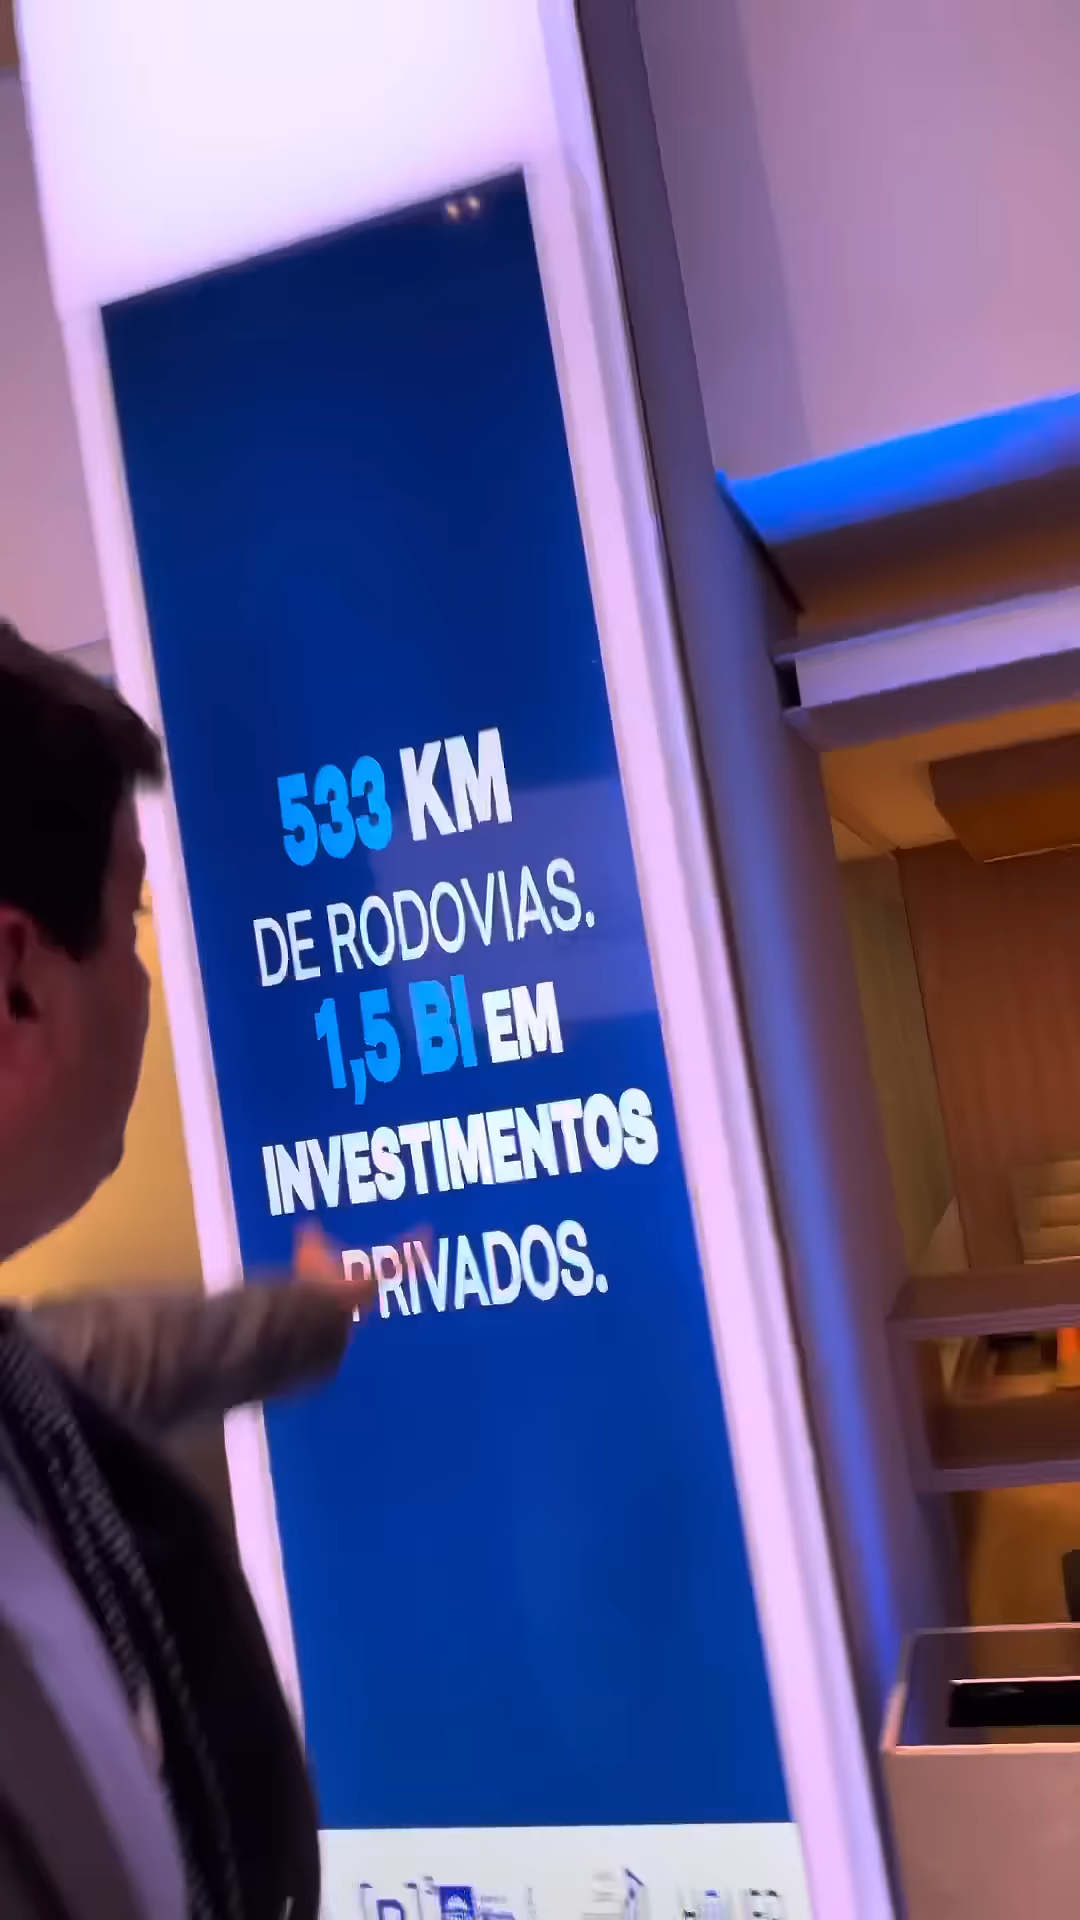 533 KM
DE RODOVIAS.
1,5 BI EM
INVESTIMENTOS
PRIVADOS.